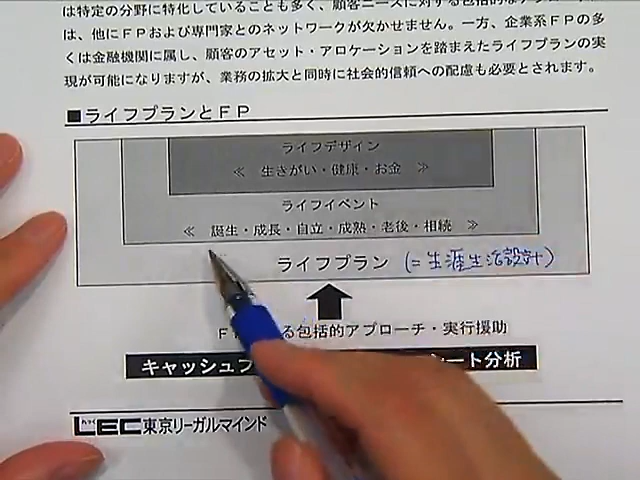 は特定の分野に特化していることも多く、顧客ニーズに対する包括的な
は、他にFPおよび専門家とのネットワークが欠かせません。一方、企業系FPの多
くは金融機関に属し、顧客のアセット・アロケーションを踏まえたライフプランの実
現が可能になりますが、業務の拡大と同時に社会的信頼への配慮も必要とされます。
■ライフプランとFP
ライフデザイン
≪ 生きがい・健康・お金 ≫
ライフイベント
≪ 誕生・成長・自立・成熟・老後・相続 ≫
ライフプラン (=生涯生活設計)
F る包括的アプローチ・実行援助
キャッシュフ ート分析
LEC東京リーガルマインド